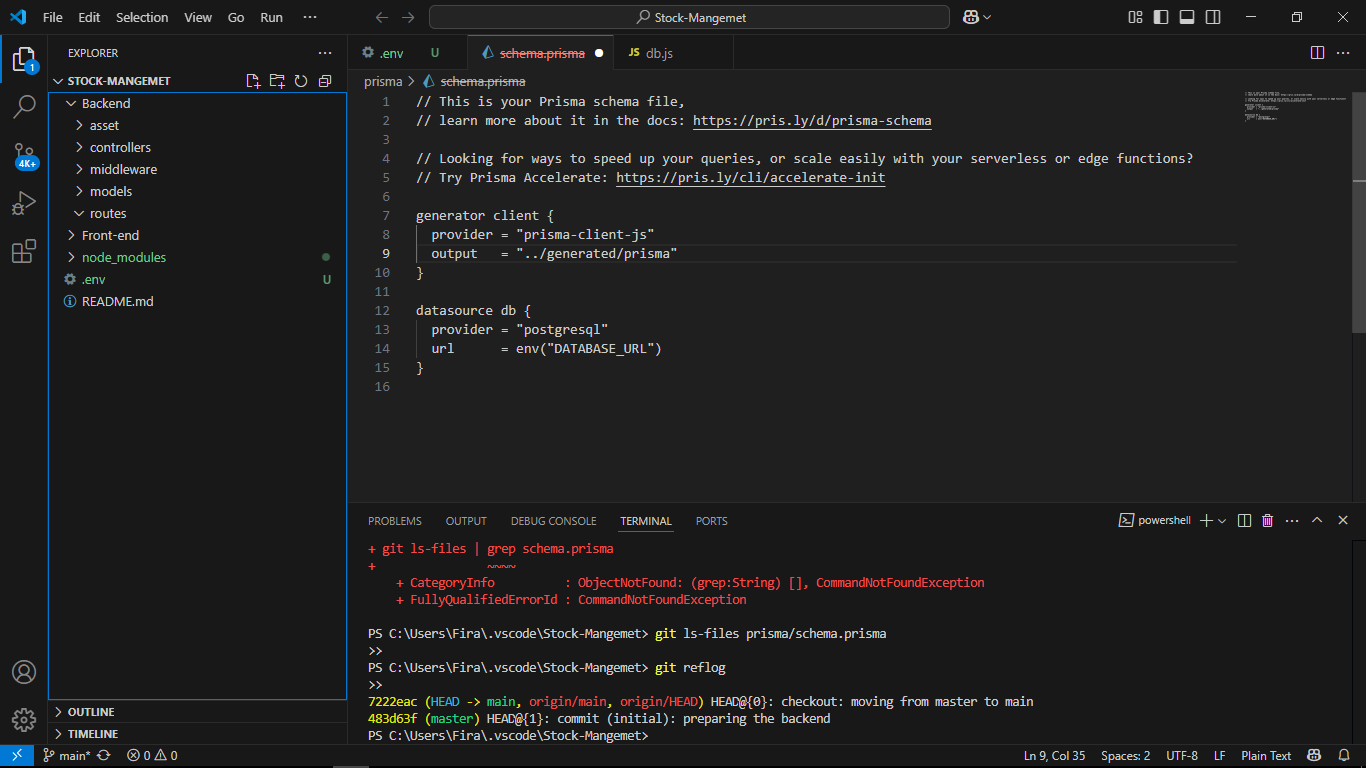 File Edit Selection View Go Run ···
Stock-Mangemet
EXPLORER
.env U
schema.prisma
JS db.js
STOCK-MANGEMET
prisma > schema.prisma
Backend
asset
controllers
middleware
models
routes
Front-end
node_modules
.env U
README.md
1
4K+
1 // This is your Prisma schema file,
2 // learn more about it in the docs: https://pris.ly/d/prisma-schema
3
4 // Looking for ways to speed up your queries, or scale easily with your serverless or edge functions?
5 // Try Prisma Accelerate: https://pris.ly/cli/accelerate-init
6
7 generator client {
8 provider = "prisma-client-js"
9 output = "../generated/prisma"
10 }
11
12 datasource db {
13 provider = "postgresql"
14 url = env("DATABASE_URL")
15 }
16
PROBLEMS OUTPUT DEBUG CONSOLE TERMINAL PORTS
powershell
+ git ls-files | grep schema.prisma
+ ~~~~
+ CategoryInfo : ObjectNotFound: (grep:String) [], CommandNotFoundException
+ FullyQualifiedErrorId : CommandNotFoundException
PS C:\Users\Fira\.vscode\Stock-Mangemet> git ls-files prisma/schema.prisma
>>
PS C:\Users\Fira\.vscode\Stock-Mangemet> git reflog
>>
7222eac (HEAD -> main, origin/main, origin/HEAD) HEAD@{0}: checkout: moving from master to main
483d63f (master) HEAD@{1}: commit (initial): preparing the backend
PS C:\Users\Fira\.vscode\Stock-Mangemet>
OUTLINE
TIMELINE
main* 0 0
Ln 9, Col 35 Spaces: 2 UTF-8 LF Plain Text